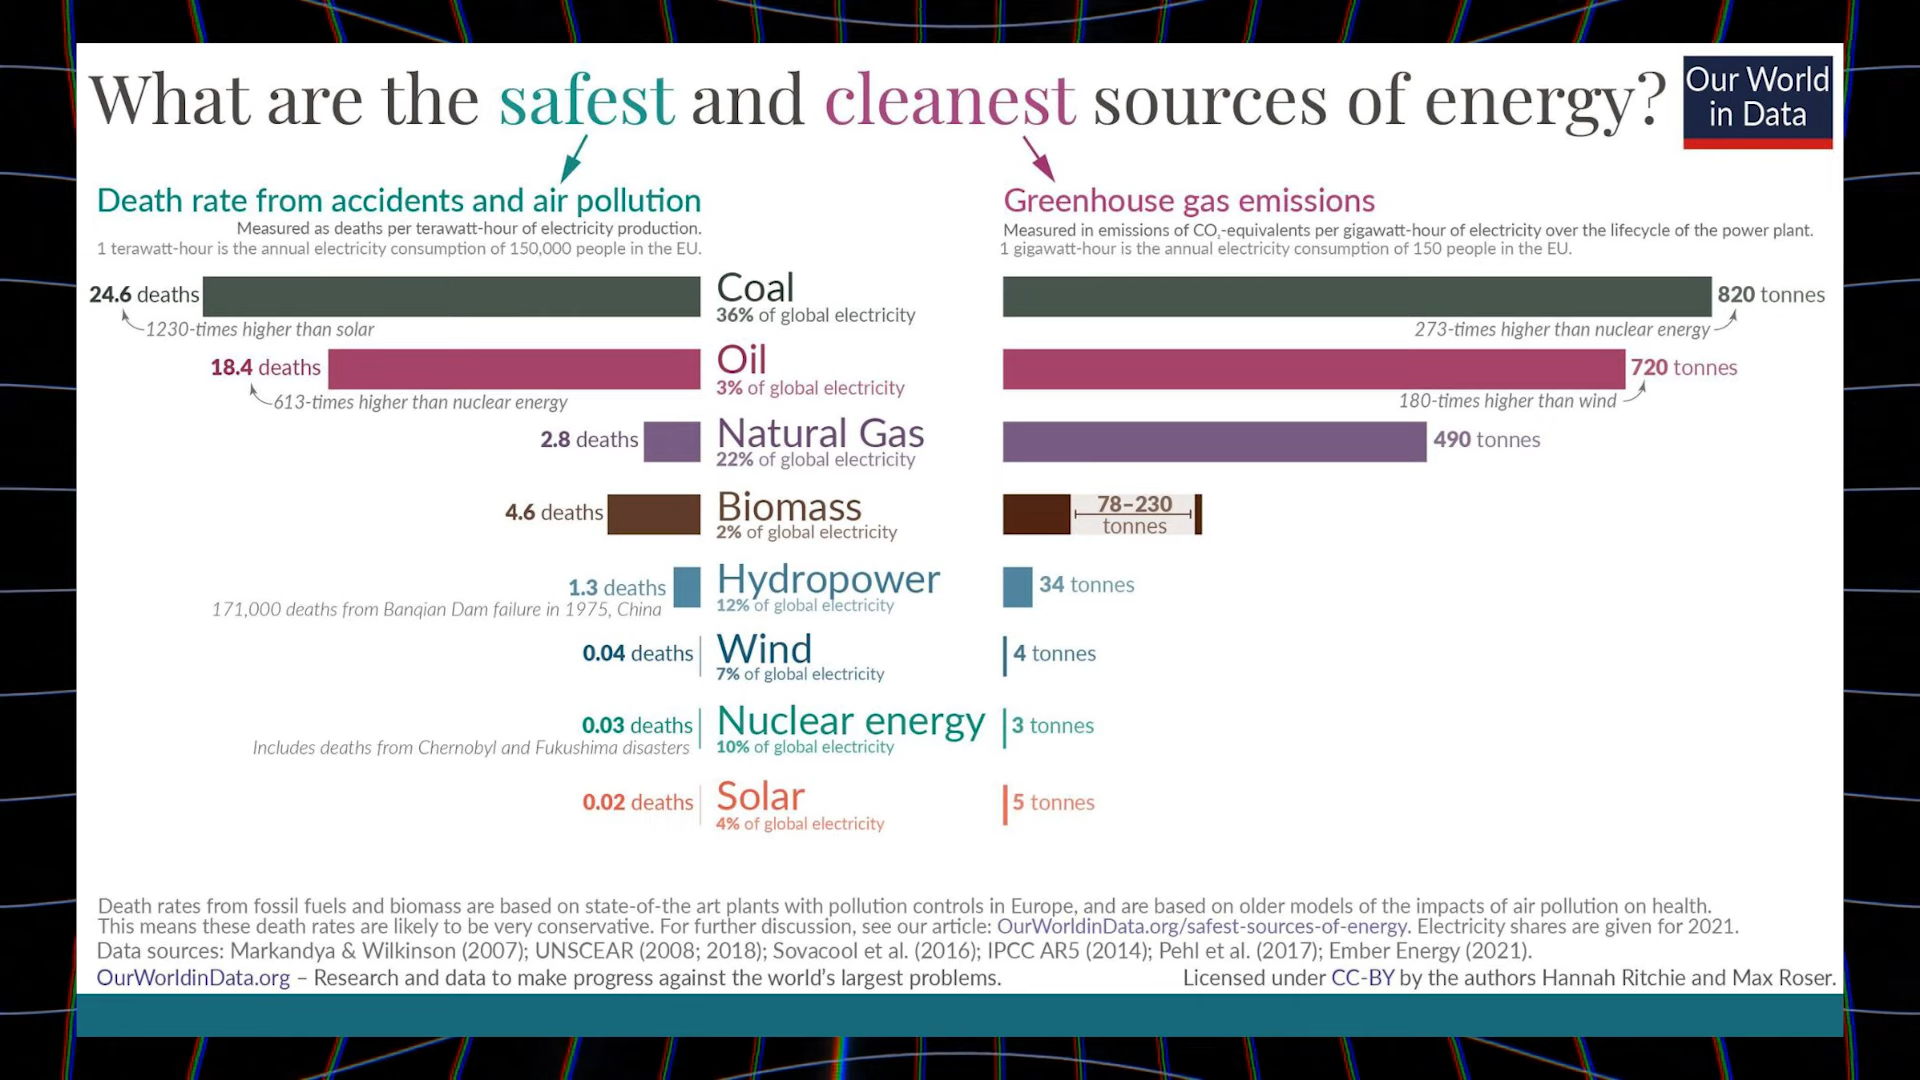 What are the safest and cleanest sources of energy?
Our World
in Data
Death rate from accidents and air pollution
Measured as deaths per terawatt-hour of electricity production.
1 terawatt-hour is the annual electricity consumption of 150,000 people in the EU.
Greenhouse gas emissions
Measured in emissions of CO₂-equivalents per gigawatt-hour of electricity over the lifecycle of the power plant.
1 gigawatt-hour is the annual electricity consumption of 150 people in the EU.
24.6 deaths
1230-times higher than solar
Coal
36% of global electricity
820 tonnes
273-times higher than nuclear energy
18.4 deaths
613-times higher than nuclear energy
Oil
3% of global electricity
720 tonnes
180-times higher than wind
2.8 deaths
Natural Gas
22% of global electricity
490 tonnes
4.6 deaths
Biomass
2% of global electricity
78–230
tonnes
1.3 deaths
171,000 deaths from Banqian Dam failure in 1975, China
Hydropower
12% of global electricity
34 tonnes
0.04 deaths
Wind
7% of global electricity
4 tonnes
0.03 deaths
Includes deaths from Chernobyl and Fukushima disasters
Nuclear energy
10% of global electricity
3 tonnes
0.02 deaths
Solar
4% of global electricity
5 tonnes
Death rates from fossil fuels and biomass are based on state-of-the art plants with pollution controls in Europe, and are based on older models of the impacts of air pollution on health.
This means these death rates are likely to be very conservative. For further discussion, see our article: OurWorldinData.org/safest-sources-of-energy. Electricity shares are given for 2021.
Data sources: Markandya & Wilkinson (2007); UNSCEAR (2008; 2018); Sovacool et al. (2016); IPCC AR5 (2014); Pehl et al. (2017); Ember Energy (2021).
OurWorldinData.org – Research and data to make progress against the world's largest problems.
Licensed under CC-BY by the authors Hannah Ritchie and Max Roser.